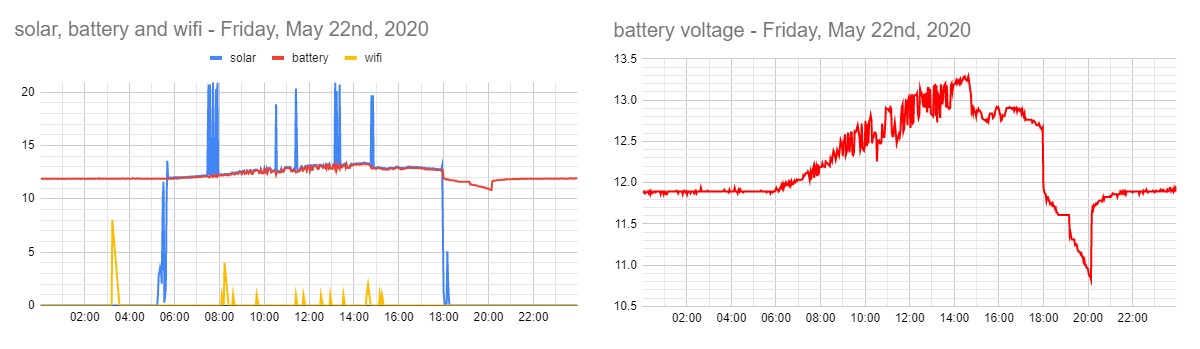 solar, battery and wifi - Friday, May 22nd, 2020
solar battery wifi
20
15
10
5
0
02:00 04:00 06:00 08:00 10:00 12:00 14:00 16:00 18:00 20:00 22:00
battery voltage - Friday, May 22nd, 2020
13.5
13.0
12.5
12.0
11.5
11.0
10.5
02:00 04:00 06:00 08:00 10:00 12:00 14:00 16:00 18:00 20:00 22:00